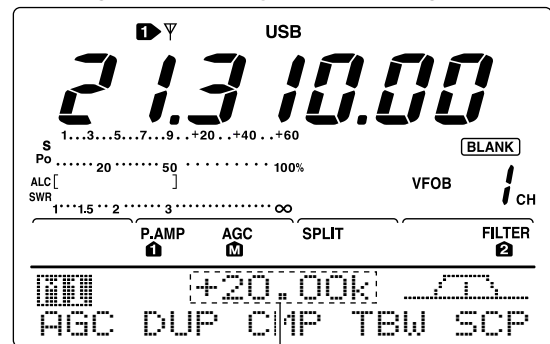 1 USB
21.310.00
S 1...3...5...7...9..+20..+40..+60
Po ......20......50.......100%
BLANK
ALC [ ]
VFOB 1 CH
SWR 1..1.5..2....3............∞
P.AMP AGC SPLIT FILTER
1 M 2
M1 +20.00k
AGC DUP CMP TBW SCP